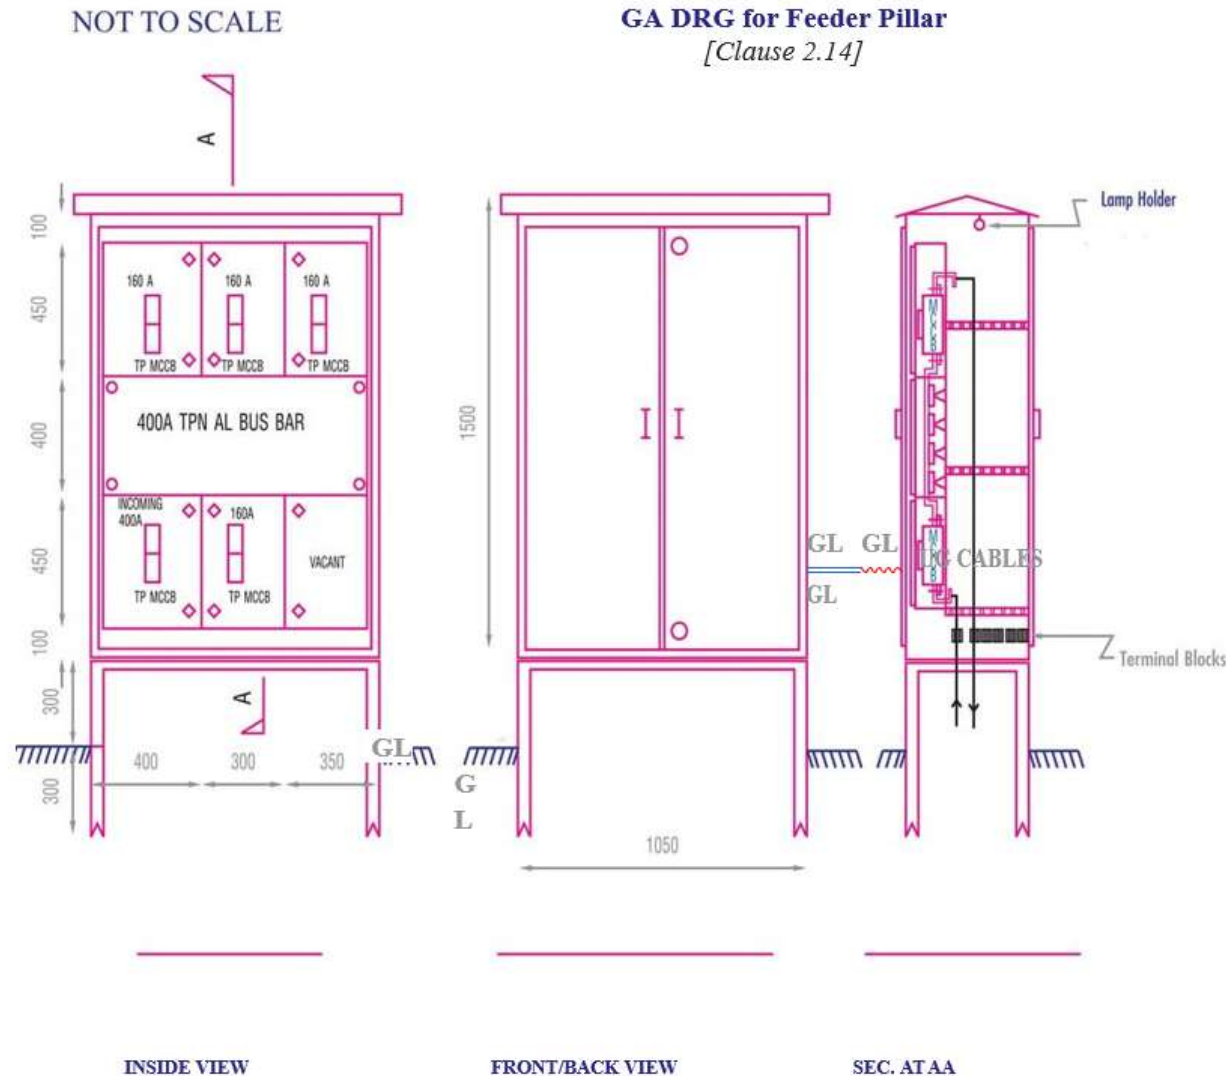 NOT TO SCALE
GA DRG for Feeder Pillar
[Clause 2.14]
A
Lamp Holder
100
160 A
160 A
160 A
450
MCCB
TP MCCB
TP MCCB
TP MCCB
400
400A TPN AL BUS BAR
1500
INCOMING
400A
160A
450
VACANT
GL
GL
UG CABLES
MCCB
TP MCCB
TP MCCB
GL
100
Terminal Blocks
300
A
GL
400
300
350
300
G
L
1050
INSIDE VIEW
FRONT/BACK VIEW
SEC. AT AA